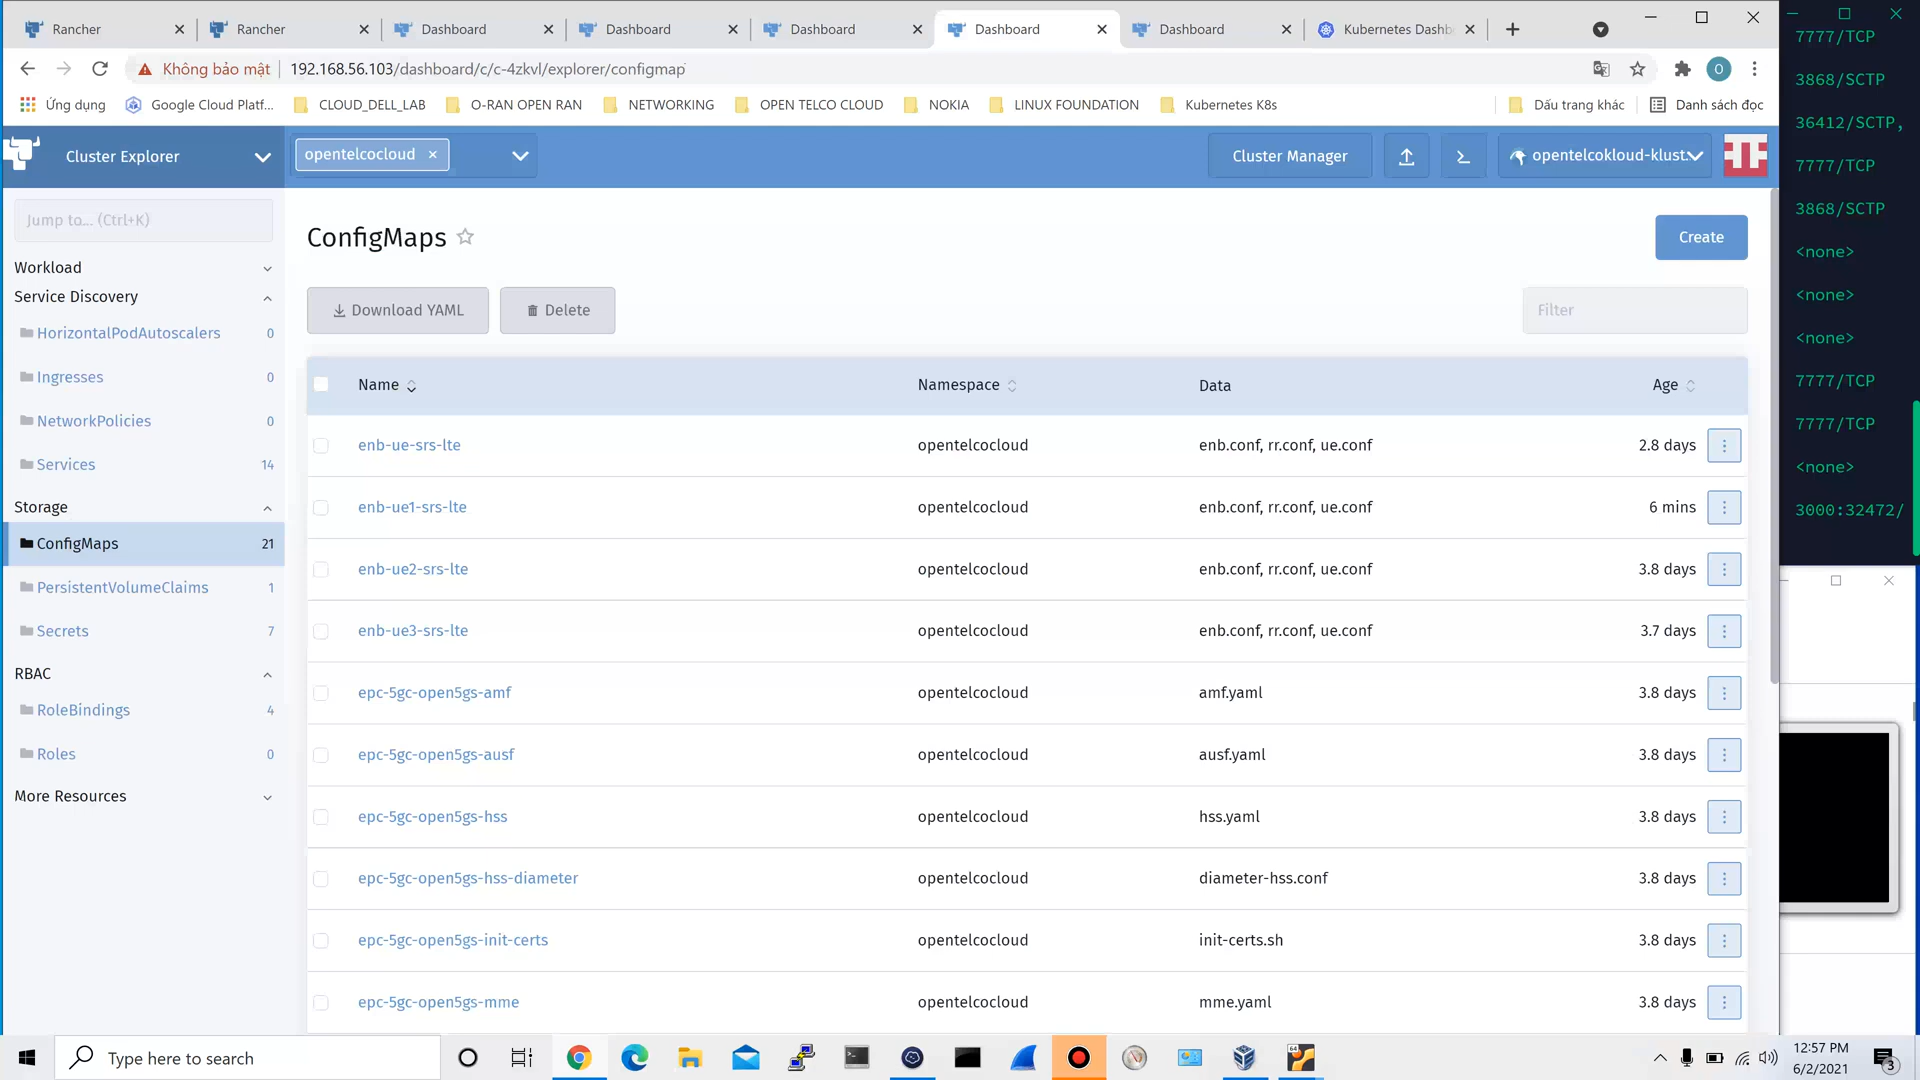 Rancher
Rancher
Dashboard
Dashboard
Dashboard
Dashboard
Dashboard
Kubernetes Dashb
Không bảo mật
192.168.56.103/dashboard/c/c-4zkvl/explorer/configmap
O
Ứng dụng
Google Cloud Platf...
CLOUD_DELL_LAB
O-RAN OPEN RAN
NETWORKING
OPEN TELCO CLOUD
NOKIA
LINUX FOUNDATION
Kubernetes K8s
Dấu trang khác
Danh sách đọc
Cluster Explorer
opentelcocloud
Cluster Manager
opentelcokloud-klust
Jump to... (Ctrl+K)
Workload
Service Discovery
HorizontalPodAutoscalers 0
Ingresses 0
NetworkPolicies 0
Services 14
Storage
ConfigMaps 21
PersistentVolumeClaims 1
Secrets 7
RBAC
RoleBindings 4
Roles 0
More Resources
ConfigMaps
Create
Download YAML
Delete
Filter
Name Namespace Data Age
enb-ue-srs-lte opentelcocloud enb.conf, rr.conf, ue.conf 2.8 days
enb-ue1-srs-lte opentelcocloud enb.conf, rr.conf, ue.conf 6 mins
enb-ue2-srs-lte opentelcocloud enb.conf, rr.conf, ue.conf 3.8 days
enb-ue3-srs-lte opentelcocloud enb.conf, rr.conf, ue.conf 3.7 days
epc-5gc-open5gs-amf opentelcocloud amf.yaml 3.8 days
epc-5gc-open5gs-ausf opentelcocloud ausf.yaml 3.8 days
epc-5gc-open5gs-hss opentelcocloud hss.yaml 3.8 days
epc-5gc-open5gs-hss-diameter opentelcocloud diameter-hss.conf 3.8 days
epc-5gc-open5gs-init-certs opentelcocloud init-certs.sh 3.8 days
epc-5gc-open5gs-mme opentelcocloud mme.yaml 3.8 days
7777/TCP
3868/SCTP
36412/SCTP,
7777/TCP
3868/SCTP
<none>
<none>
<none>
7777/TCP
7777/TCP
<none>
3000:32472/
Type here to search
64
12:57 PM
6/2/2021
3